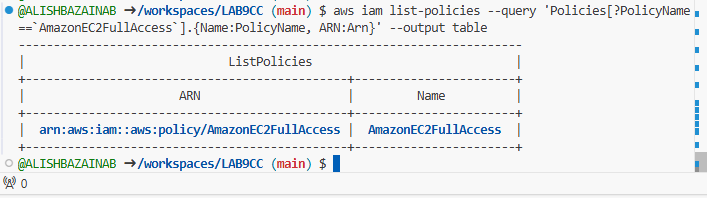 @ALISHBAZAINAB ➜/workspaces/LAB9CC (main) $ aws iam list-policies --query 'Policies[?PolicyName
==`AmazonEC2FullAccess`].{Name:PolicyName, ARN:Arn}' --output table
-----------------------------------------------------------------
|                         ListPolicies                          |
+-----------------------------------------+---------------------+
|                   ARN                   |        Name         |
+-----------------------------------------+---------------------+
|  arn:aws:iam::aws:policy/AmazonEC2FullAccess |  AmazonEC2FullAccess  |
+-----------------------------------------+---------------------+
@ALISHBAZAINAB ➜/workspaces/LAB9CC (main) $
0